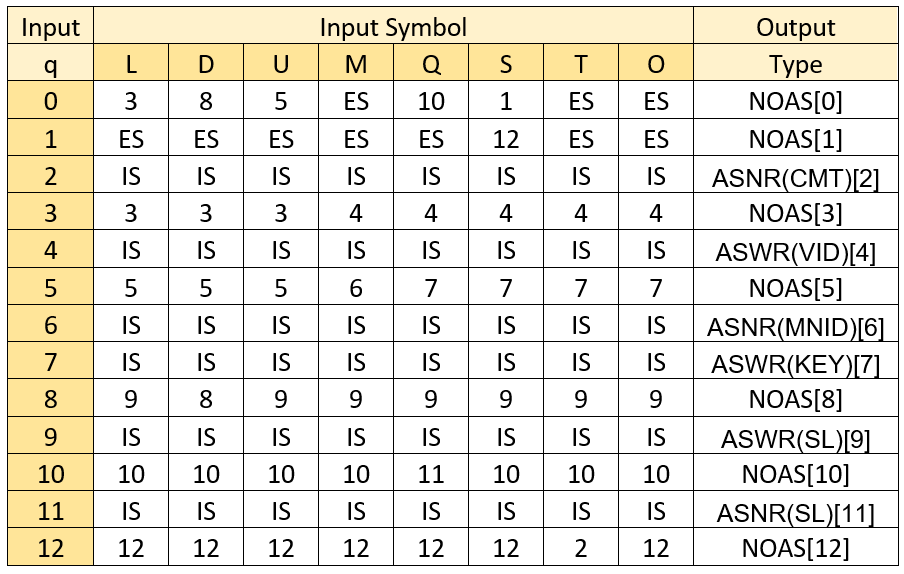 Input Input Symbol Output
q L D U M Q S T O Type
0 3 8 5 ES 10 1 ES ES NOAS[0]
1 ES ES ES ES ES 12 ES ES NOAS[1]
2 IS IS IS IS IS IS IS IS ASNR(CMT)[2]
3 3 3 3 4 4 4 4 4 NOAS[3]
4 IS IS IS IS IS IS IS IS ASWR(VID)[4]
5 5 5 5 6 7 7 7 7 NOAS[5]
6 IS IS IS IS IS IS IS IS ASNR(MNID)[6]
7 IS IS IS IS IS IS IS IS ASWR(KEY)[7]
8 9 8 9 9 9 9 9 9 NOAS[8]
9 IS IS IS IS IS IS IS IS ASWR(SL)[9]
10 10 10 10 10 11 10 10 10 NOAS[10]
11 IS IS IS IS IS IS IS IS ASNR(SL)[11]
12 12 12 12 12 12 12 2 12 NOAS[12]